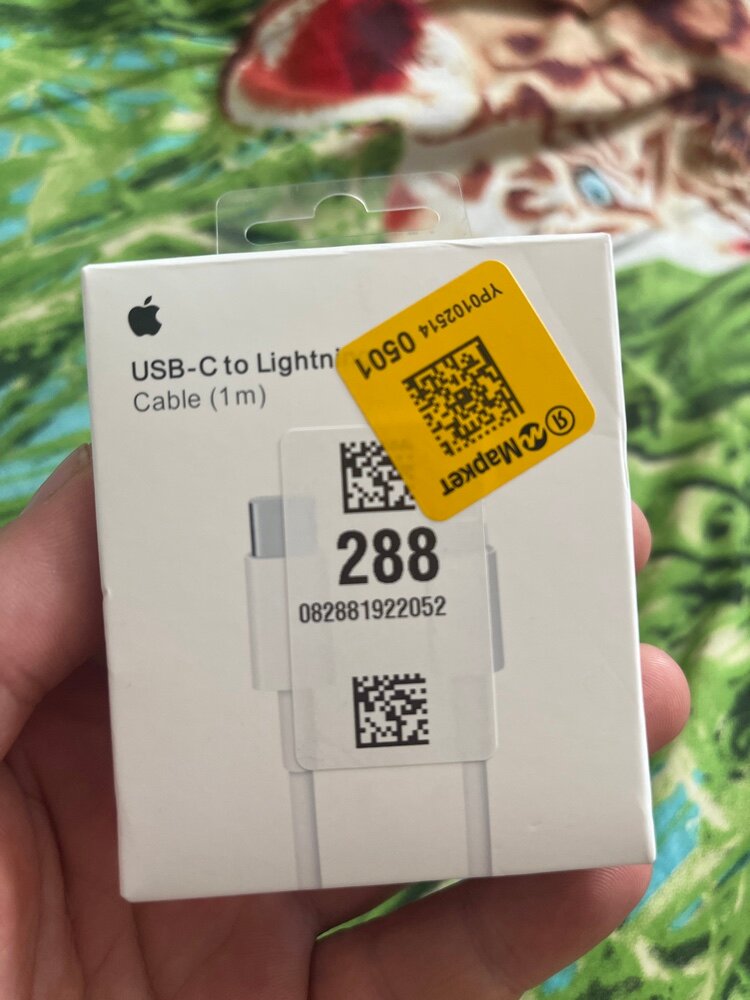 USB-C to Lightni
Cable (1 m)
YP0102514 0501
Я Маркет
288
082881922052